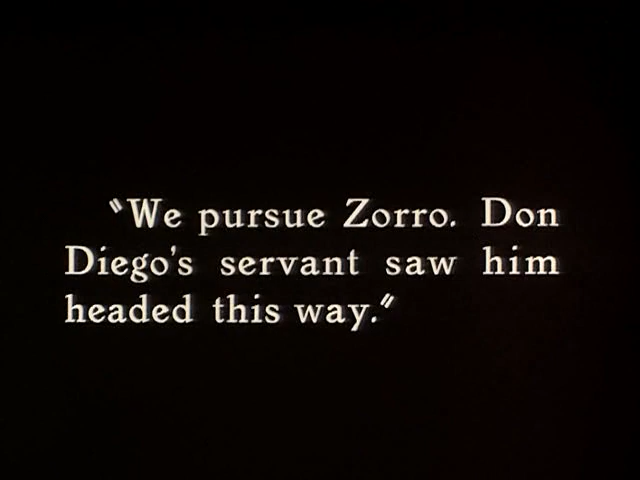 "We pursue Zorro. Don
Diego's servant saw him
headed this way."